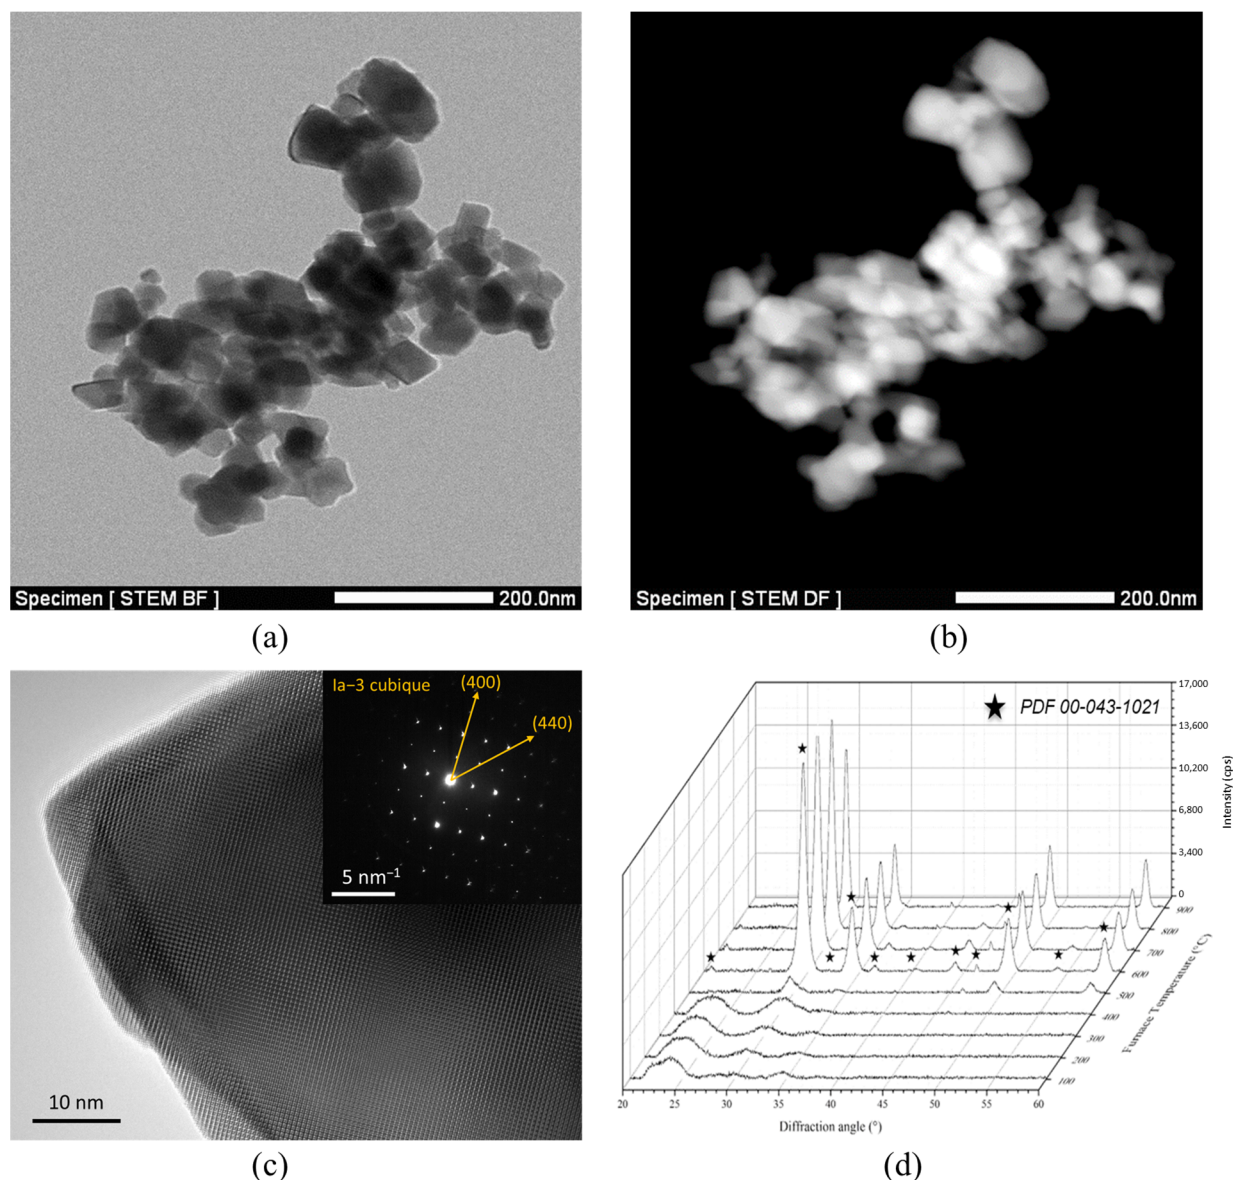 Specimen [ STEM BF ] 200.0nm
Specimen [ STEM DF ] 200.0nm
(a)
(b)
Ia−3 cubique
(400)
(440)
5 nm−1
10 nm
(c)
PDF 00-043-1021
17,000
13,600
10,200
6,800
3,400
0
Intensity (cps)
900
800
700
600
500
400
300
200
100
Furnace Temperature (°C)
20 25 30 35 40 45 50 55 60
Diffraction angle (°)
(d)